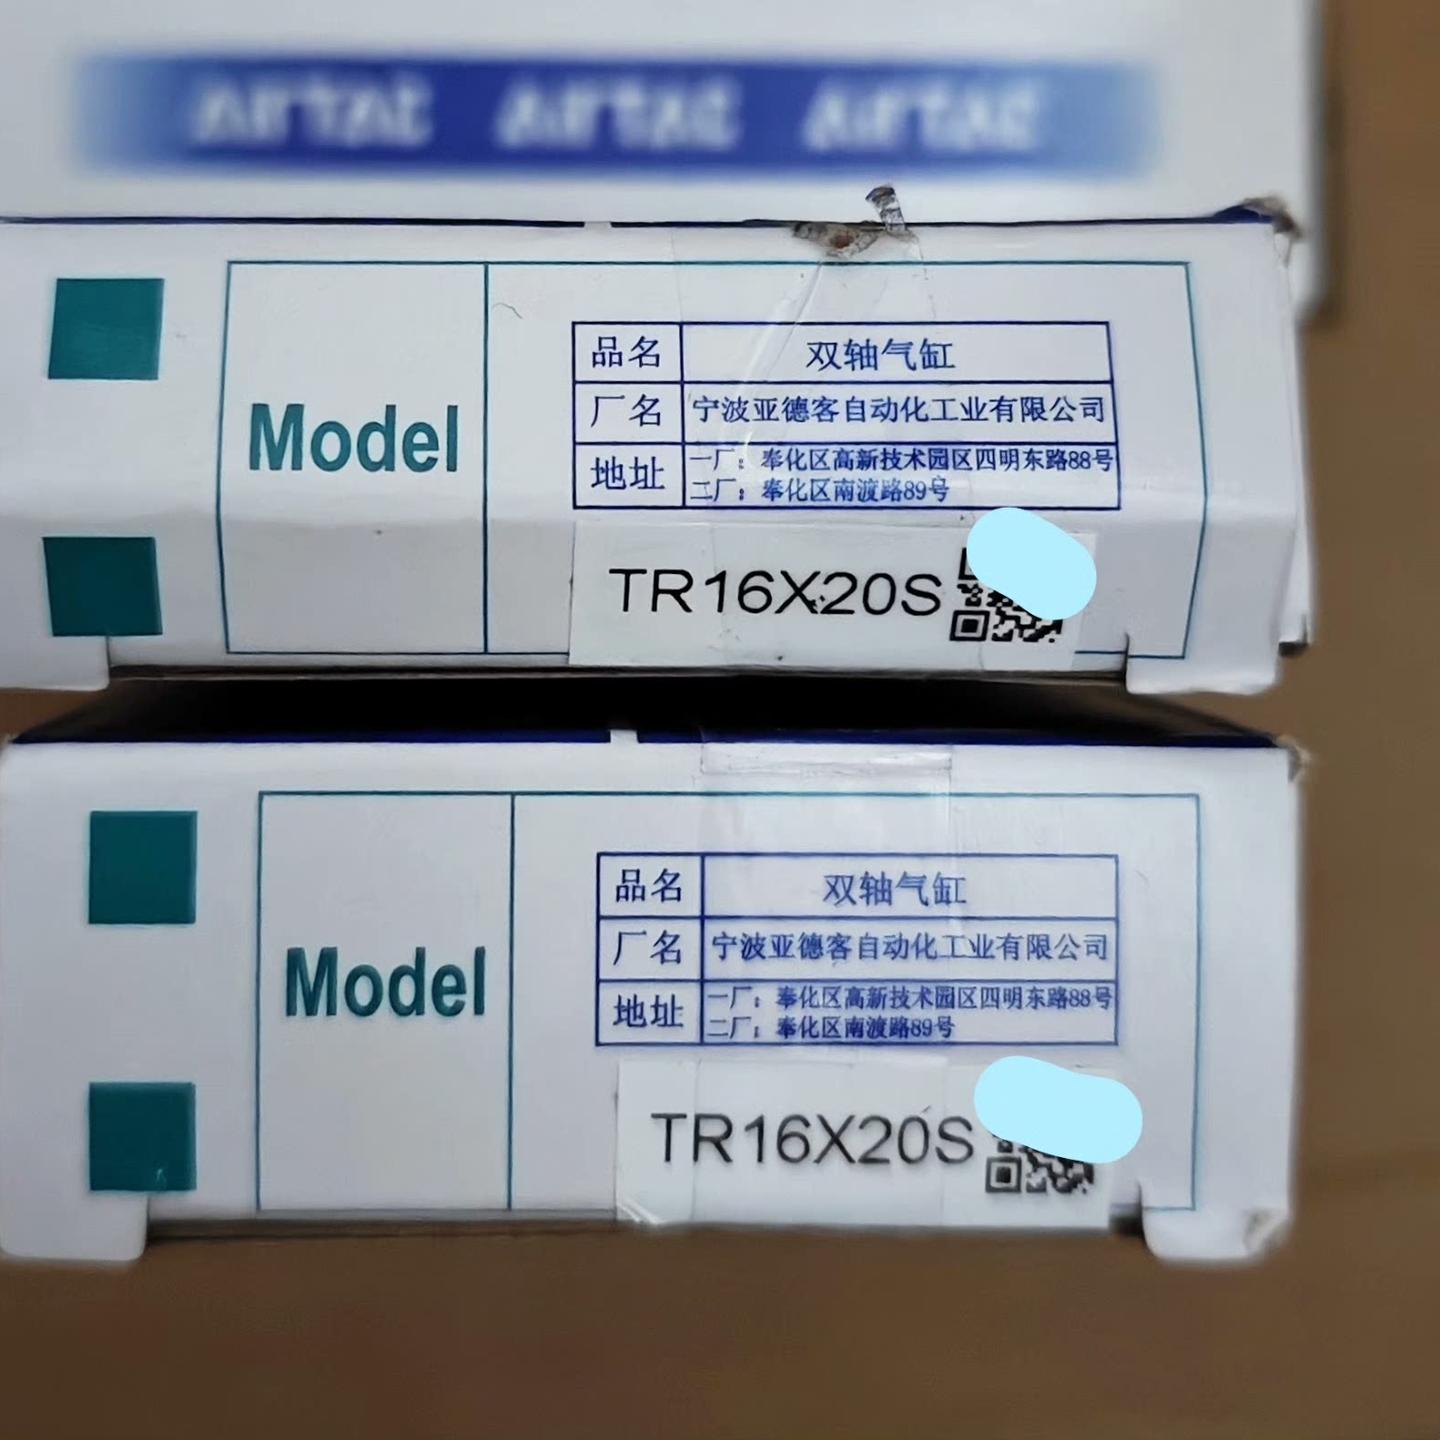 AIRTAC AIRTAC AIRTAC
Model
品名 双轴气缸
厂名 宁波亚德客自动化工业有限公司
地址 一厂：奉化区高新技术园区四明东路88号
二厂：奉化区南渡路89号
TR16X20S
Model
品名 双轴气缸
厂名 宁波亚德客自动化工业有限公司
地址 一厂：奉化区高新技术园区四明东路88号
二厂：奉化区南渡路89号
TR16X20S